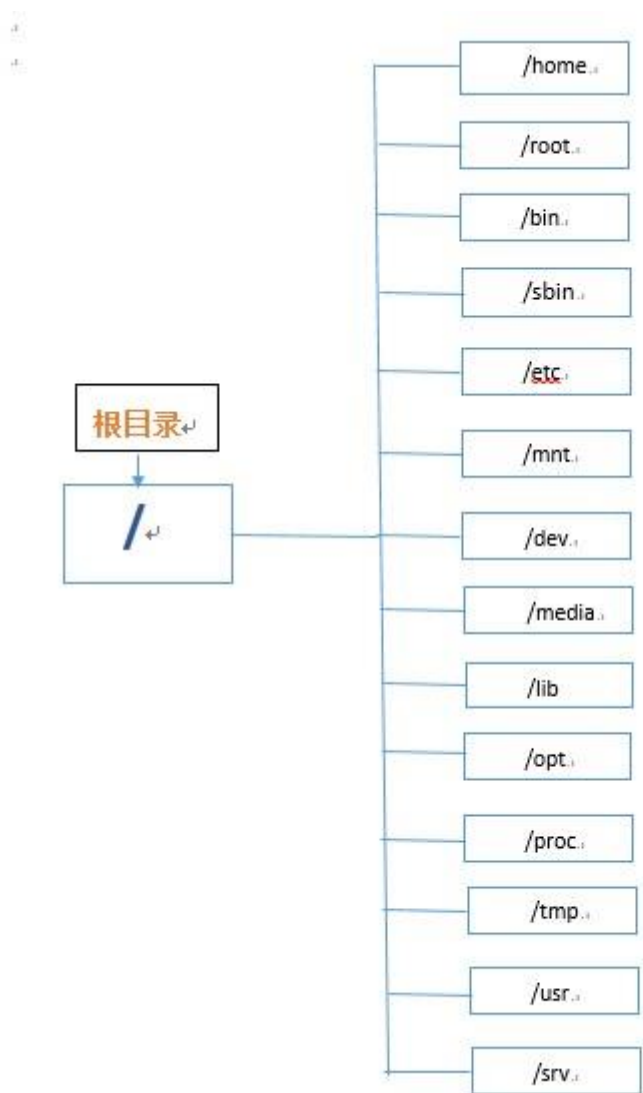 /home
/root
/bin
/sbin
/etc
根目录
/mnt
/
/dev
/media
/lib
/opt
/proc
/tmp
/usr
/srv